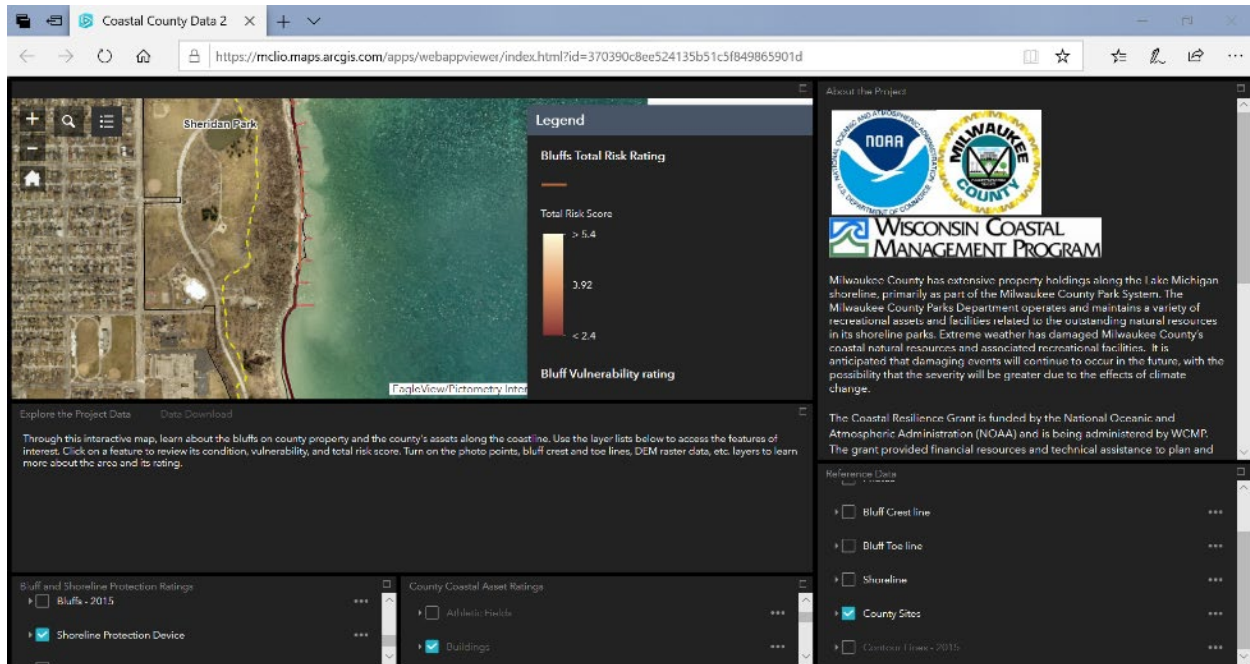 Coastal County Data 2
https://mclio.maps.arcgis.com/apps/webappviewer/index.html?id=370390c8ee524135b51c5f849865901d
Sheridan Park
EagleView/Pictometry Inter
Legend
Bluffs Total Risk Rating
Total Risk Score
> 5.4
3.92
< 2.4
Bluff Vulnerability rating
Explore the Project Data
Data Download
Through this interactive map, learn about the bluffs on county property and the county's assets along the coastline. Use the layer lists below to access the features of
interest. Click on a feature to review its condition, vulnerability, and total risk score. Turn on the photo points, bluff crest and toe lines, DEM raster data, etc. layers to learn
more about the area and its rating.
Bluff and Shoreline Protection Ratings
Bluffs - 2015
Shoreline Protection Device
County Coastal Asset Ratings
Athletic Fields
Buildings
About the Project
NATIONAL OCEANIC AND ATMOSPHERIC ADMINISTRATION
NOAA
U.S. DEPARTMENT OF COMMERCE
MILWAUKEE
COUNTY
WISCONSIN COASTAL
MANAGEMENT PROGRAM
Milwaukee County has extensive property holdings along the Lake Michigan
shoreline, primarily as part of the Milwaukee County Park System. The
Milwaukee County Parks Department operates and maintains a variety of
recreational assets and facilities related to the outstanding natural resources
in its shoreline parks. Extreme weather has damaged Milwaukee County's
coastal natural resources and associated recreational facilities. It is
anticipated that damaging events will continue to occur in the future, with the
possibility that the severity will be greater due to the effects of climate
change.
The Coastal Resilience Grant is funded by the National Oceanic and
Atmospheric Administration (NOAA) and is being administered by WCMP.
The grant provided financial resources and technical assistance to plan and
Reference Data
Bluff Crest line
Bluff Toe line
Shoreline
County Sites
Contour Lines - 2015